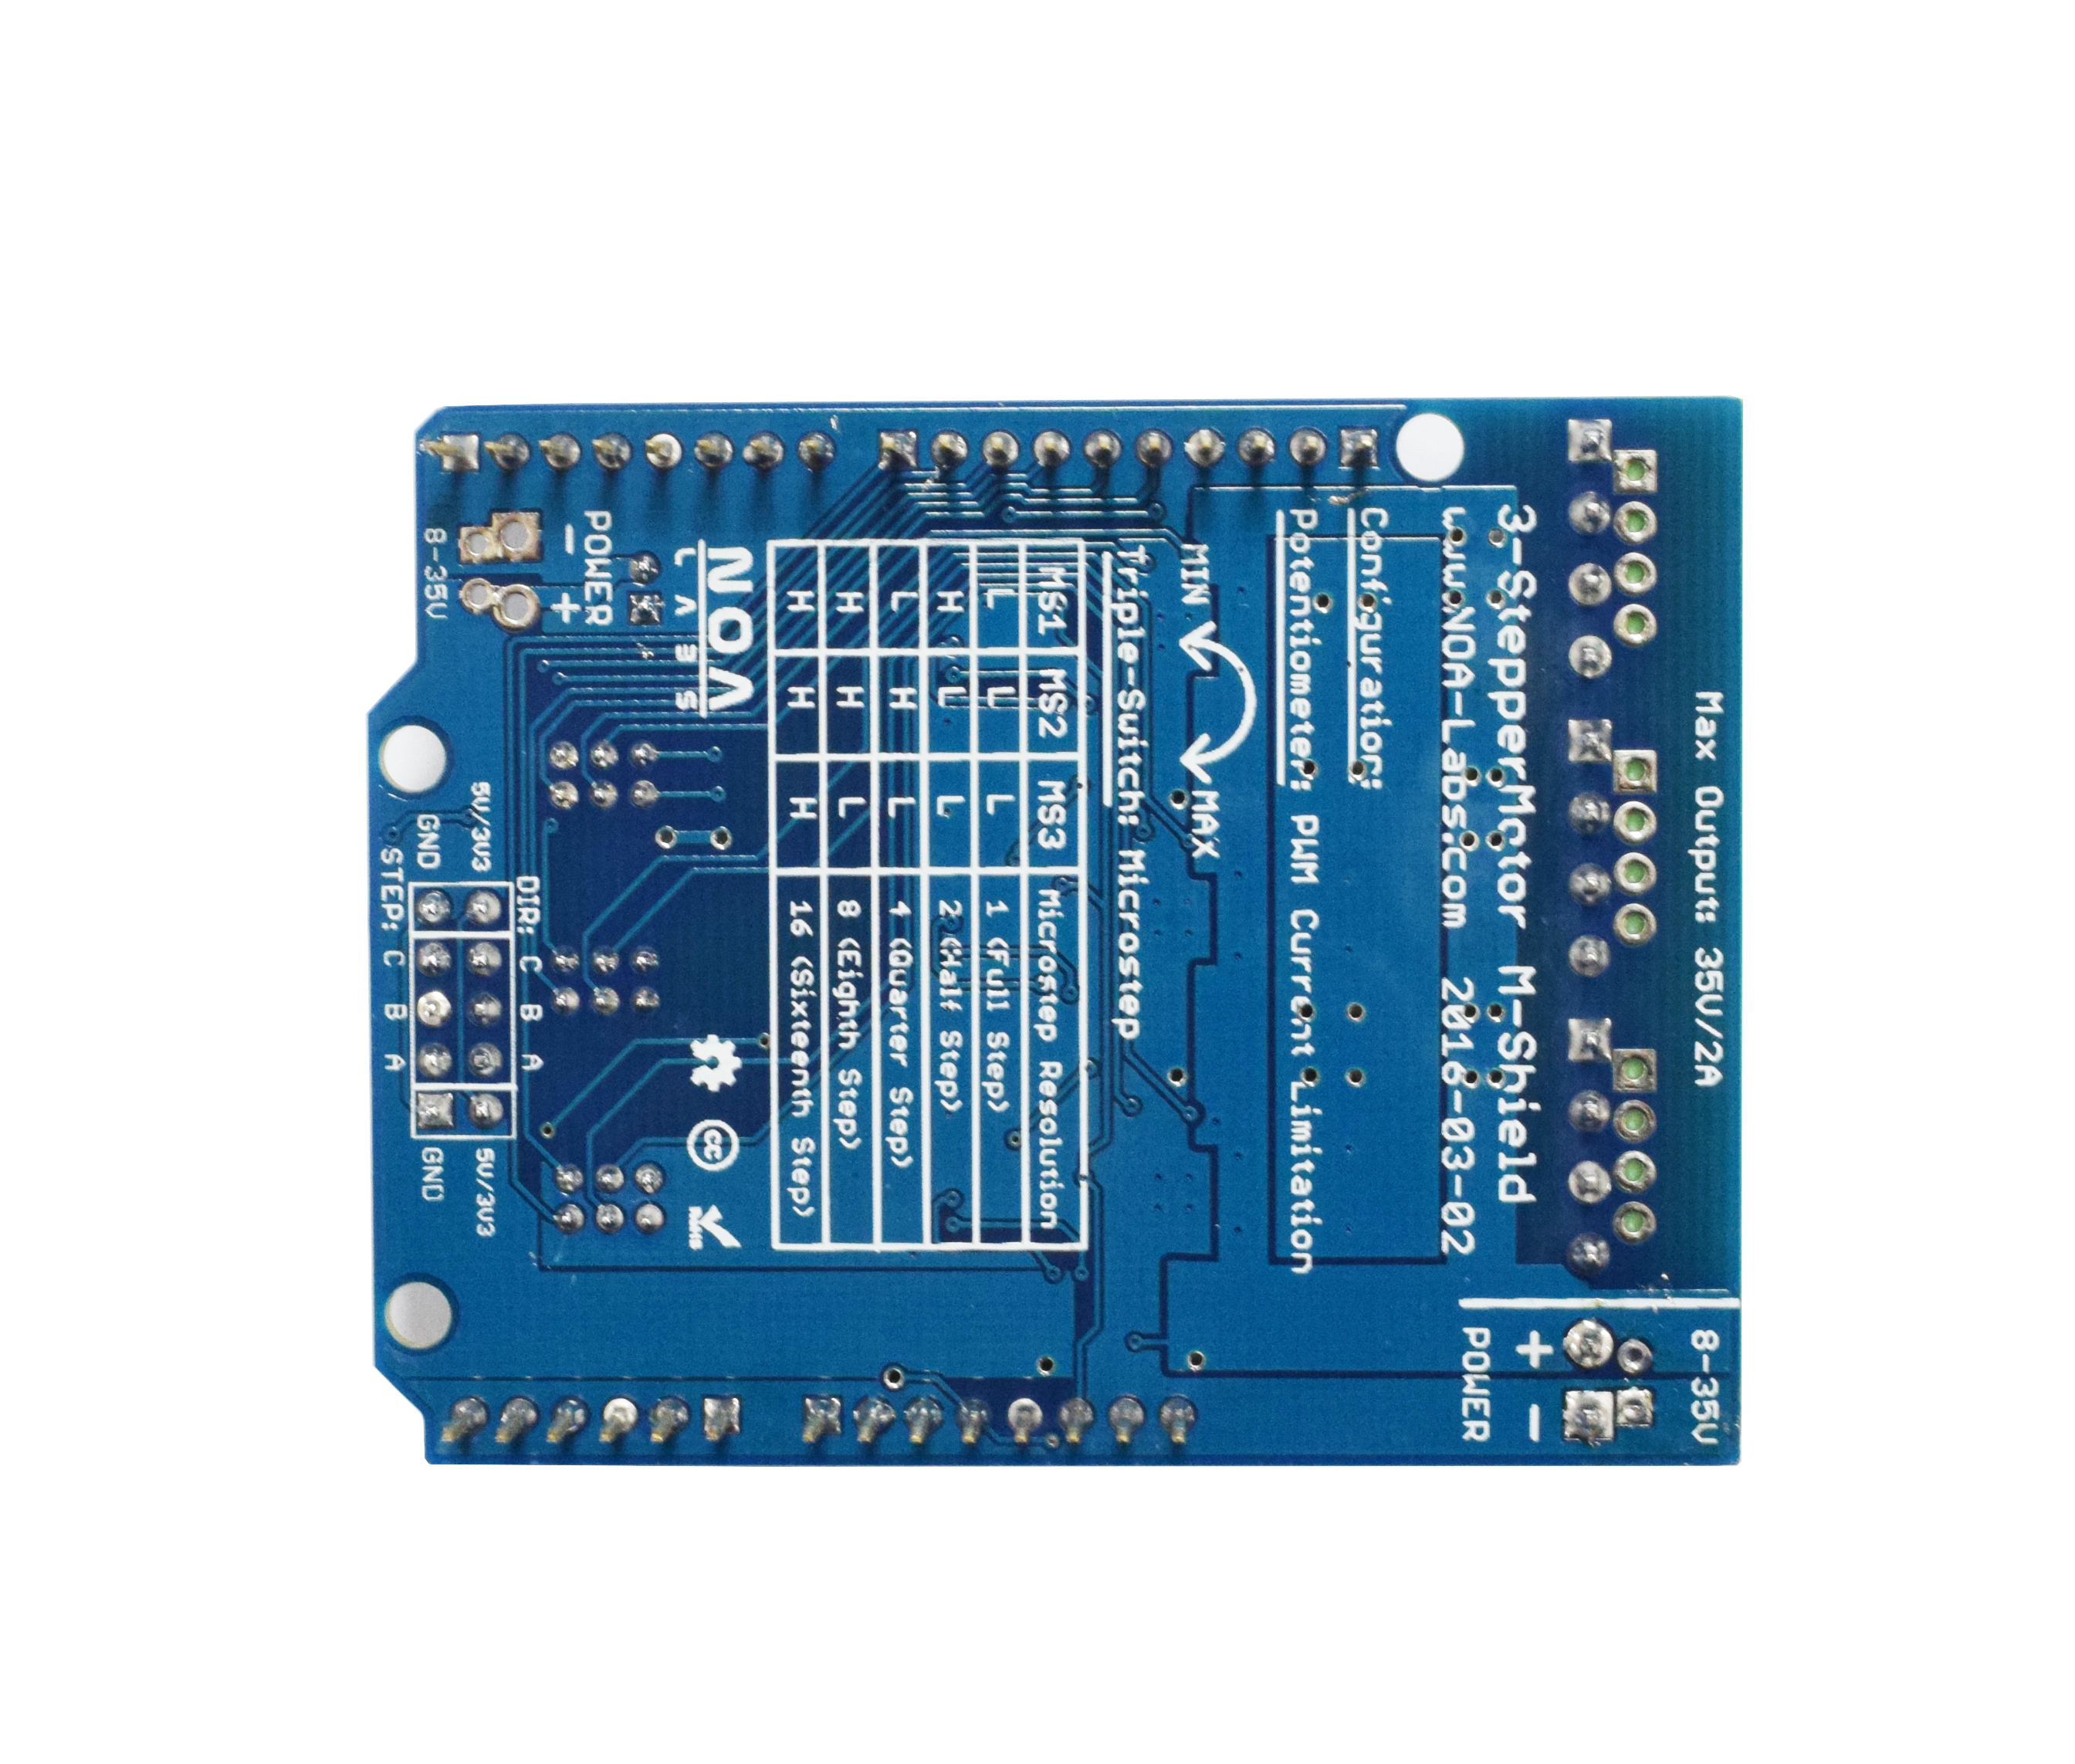 Max Output: 35V/2A
8-35V
+ -
POWER
3-StepperMotor M-Shield
www.NOA-Labs.com 2016-03-02
Configuration:
Potentiometer: PWM Current Limitation
MIN MAX
Triple-Switch: Microstep
MS1 MS2 MS3 Microstep Resolution
L L L 1 (Full Step)
H L L 2 (Half Step)
L H L 4 (Quarter Step)
H H L 8 (Eighth Step)
H H H 16 (Sixteenth Step)
NOA
LABS
cc
RoHS
POWER
- +
8-35V
DIR: C B A
5V/3V3 5V/3V3
GND GND
STEP: C B A